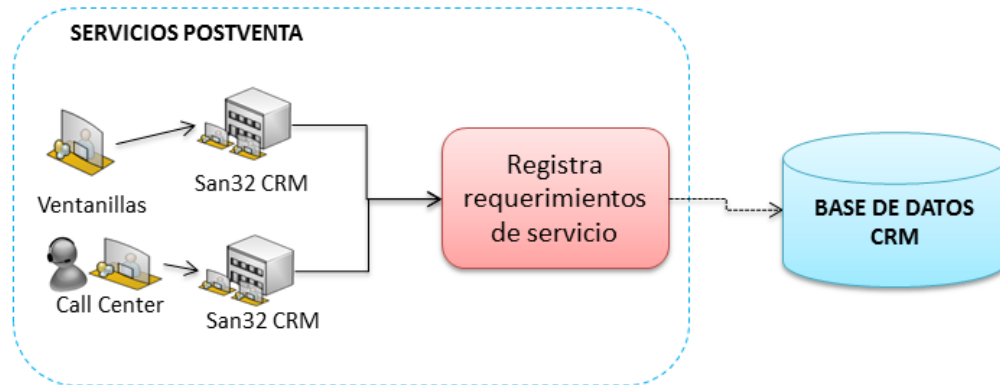 SERVICIOS POSTVENTA
Ventanillas
San32 CRM
Call Center
San32 CRM
Registra
requerimientos
de servicio
BASE DE DATOS
CRM